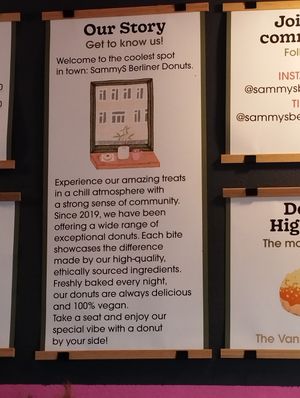 Our Story
Get to know us!
Welcome to the coolest spot
in town: SammyS Berliner Donuts.
Experience our amazing treats
in a chill atmosphere with
a strong sense of community.
Since 2019, we have been
offering a wide range of
exceptional donuts. Each bite
showcases the difference
made by our high-quality,
ethically sourced ingredients.
Freshly baked every night,
our donuts are always delicious
and 100% vegan.
Take a seat and enjoy our
special vibe with a donut
by your side!
Joi
comm
Foll
INST
@sammysb
TI
@sammysbe
D
Hig
The mo
The Van